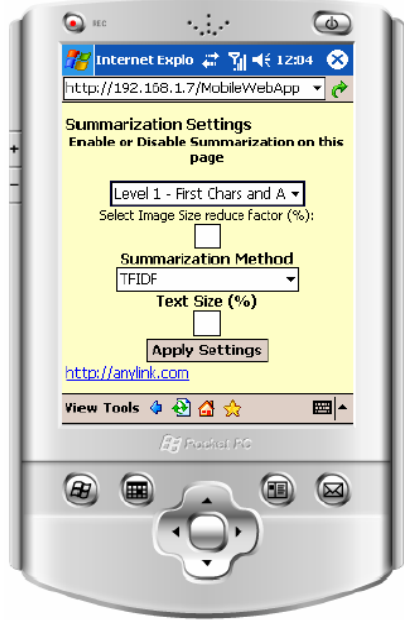 REC
Internet Explo 12:04
http://192.168.1.7/MobileWebApp
Summarization Settings
Enable or Disable Summarization on this
page
Level 1 - First Chars and A
Select Image Size reduce factor (%):
Summarization Method
TFIDF
Text Size (%)
Apply Settings
http://anylink.com
View Tools
Pocket PC